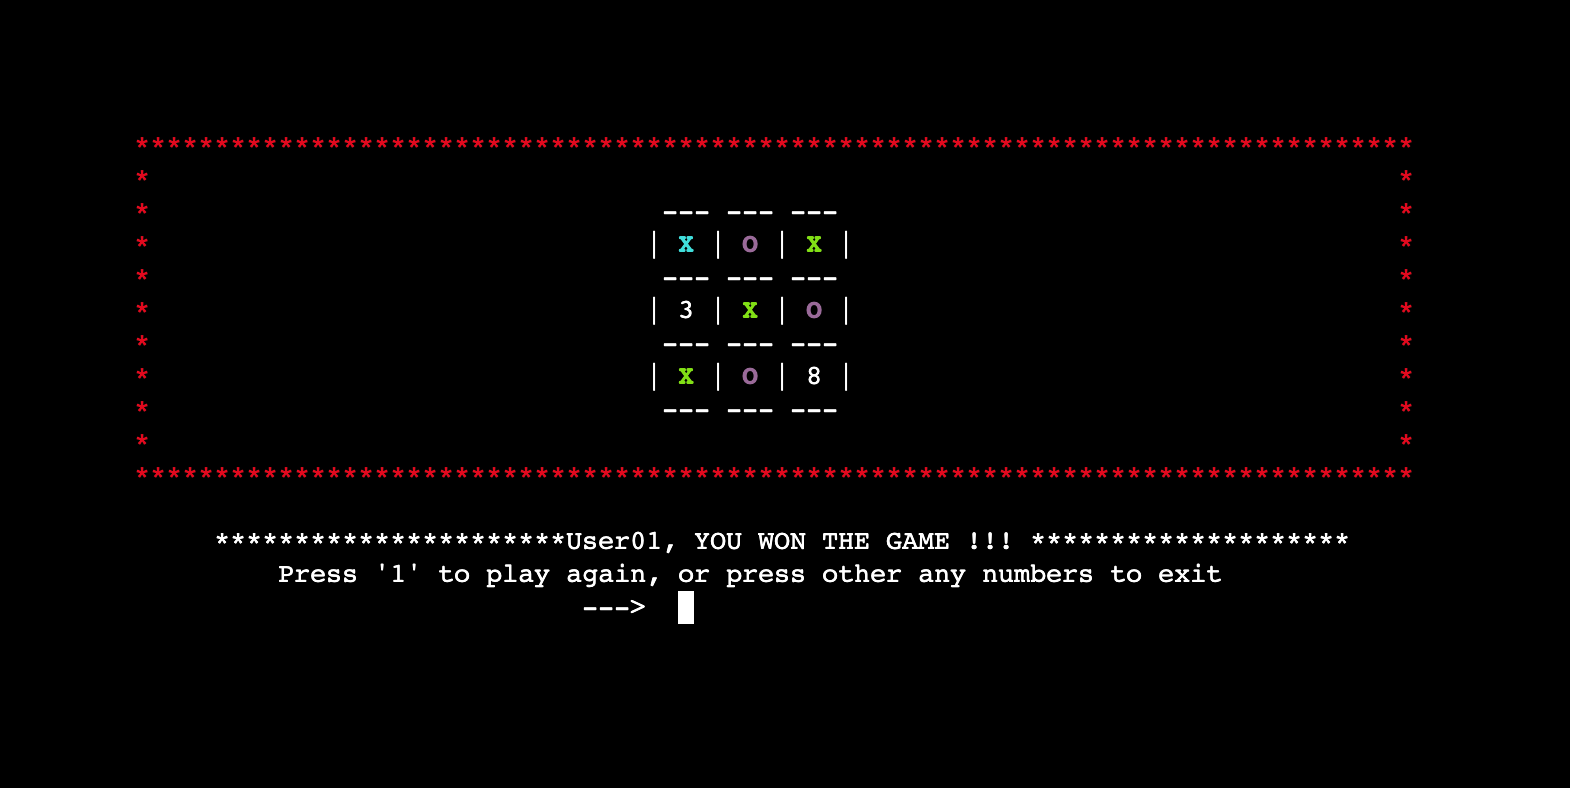 ********************************************************************************
* *
* --- --- --- *
* | x | o | x | *
* --- --- --- *
* | 3 | x | o | *
* --- --- --- *
* | x | o | 8 | *
* --- --- --- *
* *
********************************************************************************
**********************User01, YOU WON THE GAME !!! ********************
Press '1' to play again, or press other any numbers to exit
--->